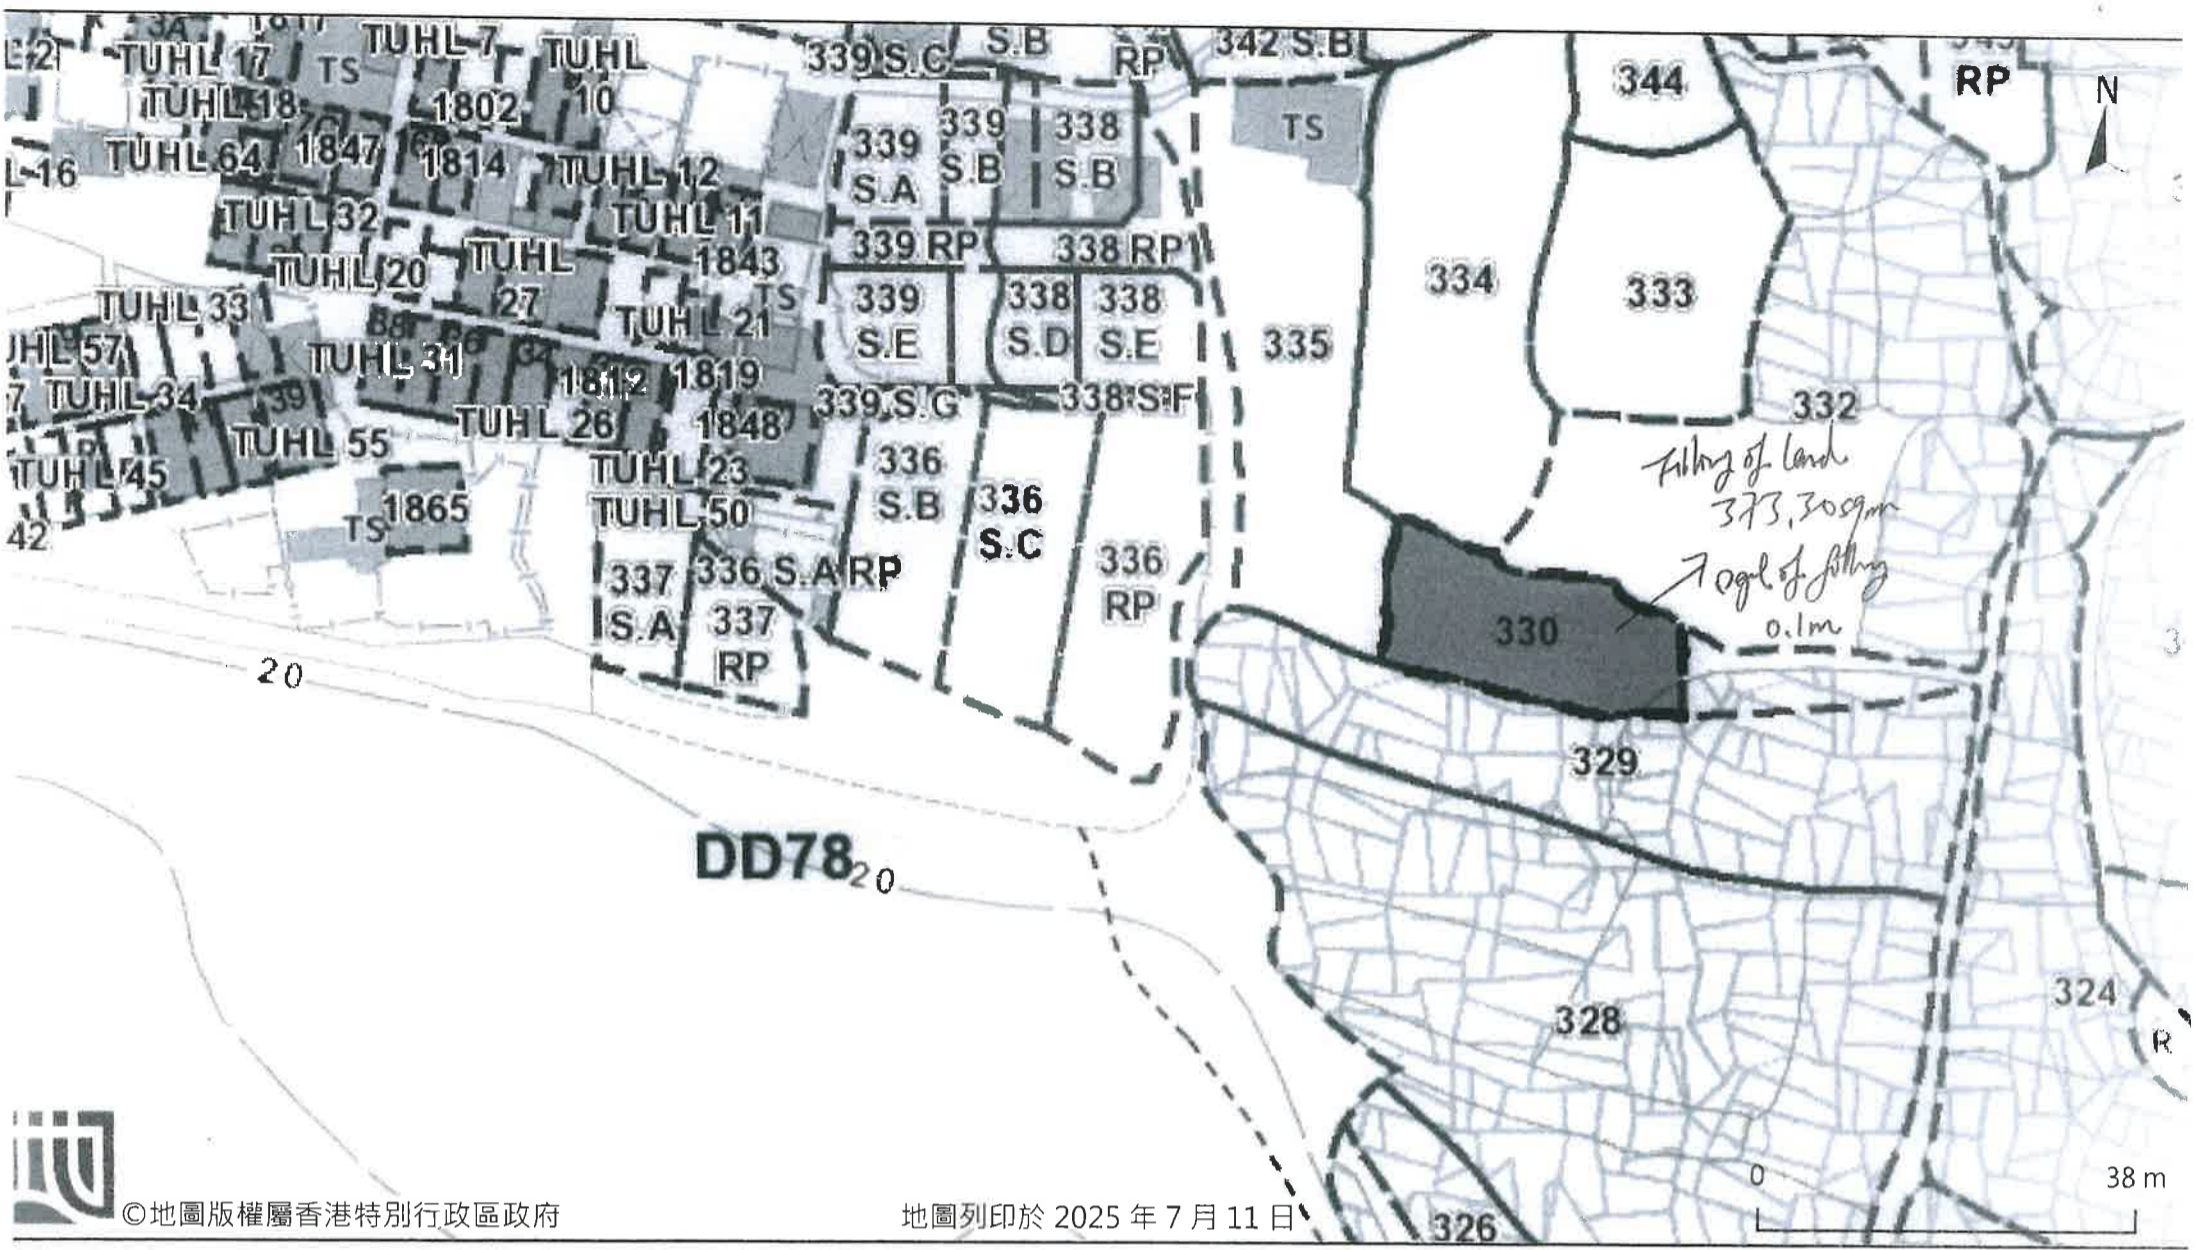 TUHL 17
TS
TUHL 7
TUHL
10
339 S.C
S.B
RP
342 S.B
344
RP
N
TUHL 18
1802
TUHL 64
1847
1814
TUHL 12
339
S.A
339
S.B
338
S.B
TS
L-16
TUHL 32
TUHL 11
339 RP
338 RP
TUHL 20
TUHL
27
1843
TS
334
333
TUHL 33
TUHL 21
339
S.E
338
S.D
338
S.E
335
TUHL 31
1812
1819
TUHL 34
39
339 S.G
338 S.F
332
TUHL 55
TUHL 26
1848
TUHL 45
TUHL 23
336
S.B
336
S.C
Filling of land
373.30sqm
42
TS
1865
TUHL 50
337
S.A
336 S.A RP
336
RP
of filling
0.1m
337
RP
330
20
329
DD78
20
328
324
R
0
38 m
©地圖版權屬香港特別行政區政府
地圖列印於 2025 年 7 月 11 日
326